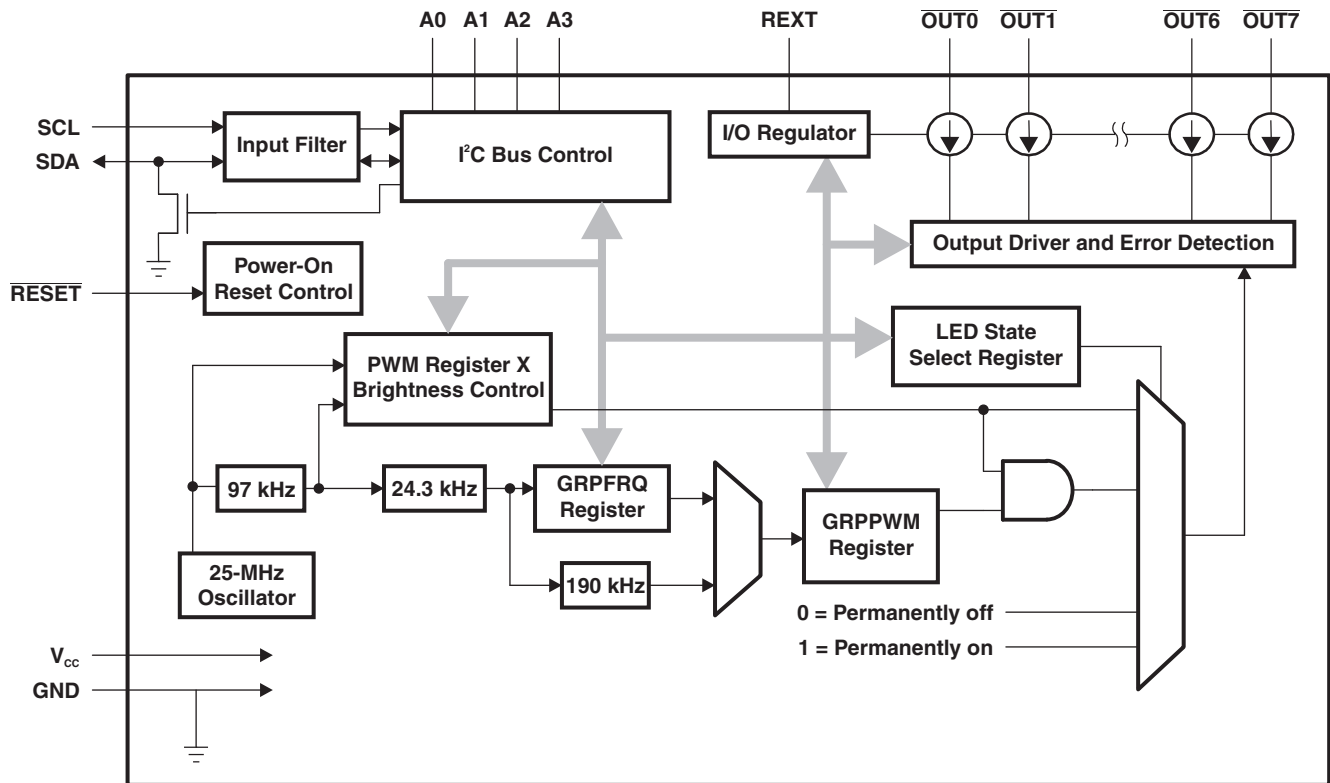 A0 A1 A2 A3 REXT OUT0 OUT1 OUT6 OUT7
SCL
SDA
Input Filter
I²C Bus Control
I/O Regulator
Output Driver and Error Detection
RESET
Power-On
Reset Control
PWM Register X
Brightness Control
LED State
Select Register
97 kHz
24.3 kHz
GRPFRQ
Register
GRPPWM
Register
25-MHz
Oscillator
190 kHz
0 = Permanently off
1 = Permanently on
Vcc
GND